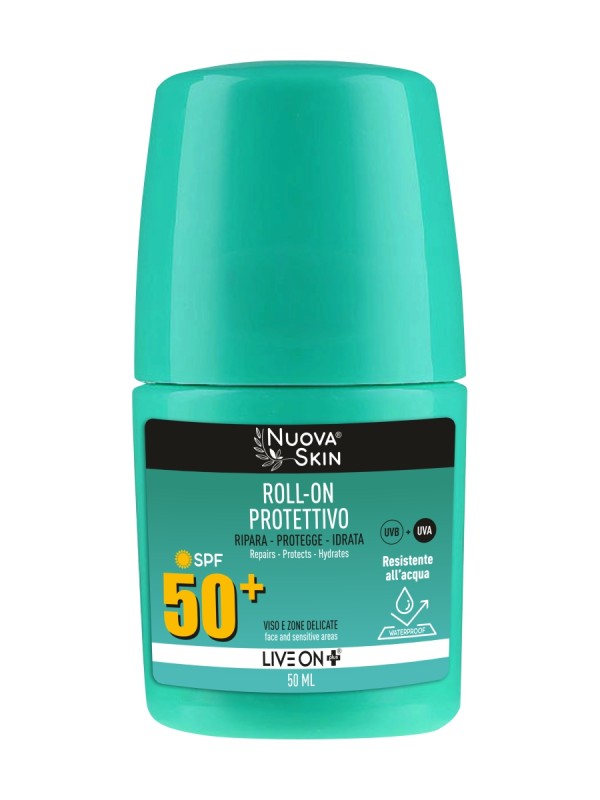 NUOVA®
SKIN
ROLL-ON
PROTETTIVO
RIPARA - PROTEGGE - IDRATA
Repairs - Protects - Hydrates
UVB + UVA
SPF
50+
Resistente
all'acqua
WATERPROOF
VISO E ZONE DELICATE
face and sensitive areas
LIVE ON +®
50 ML